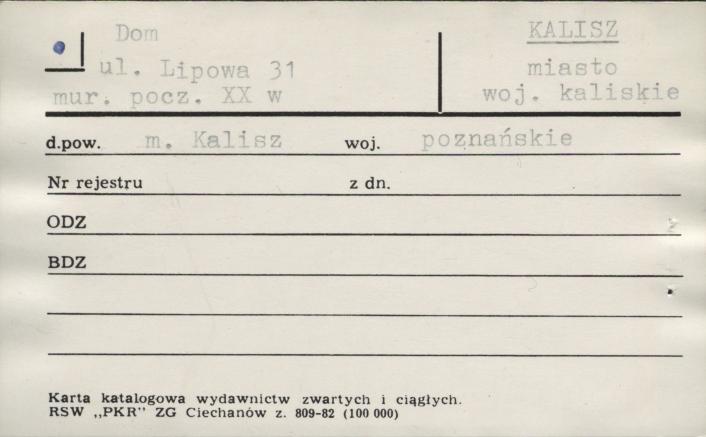 Dom
ul. Lipowa 31
mur. pocz. XX w
KALISZ
miasto
woj. kaliskie
d.pow. m. Kalisz woj. poznańskie
Nr rejestru z dn.
ODZ
BDZ
Karta katalogowa wydawnictw zwartych i ciągłych.
RSW „PKR" ZG Ciechanów z. 809-82 (100 000)